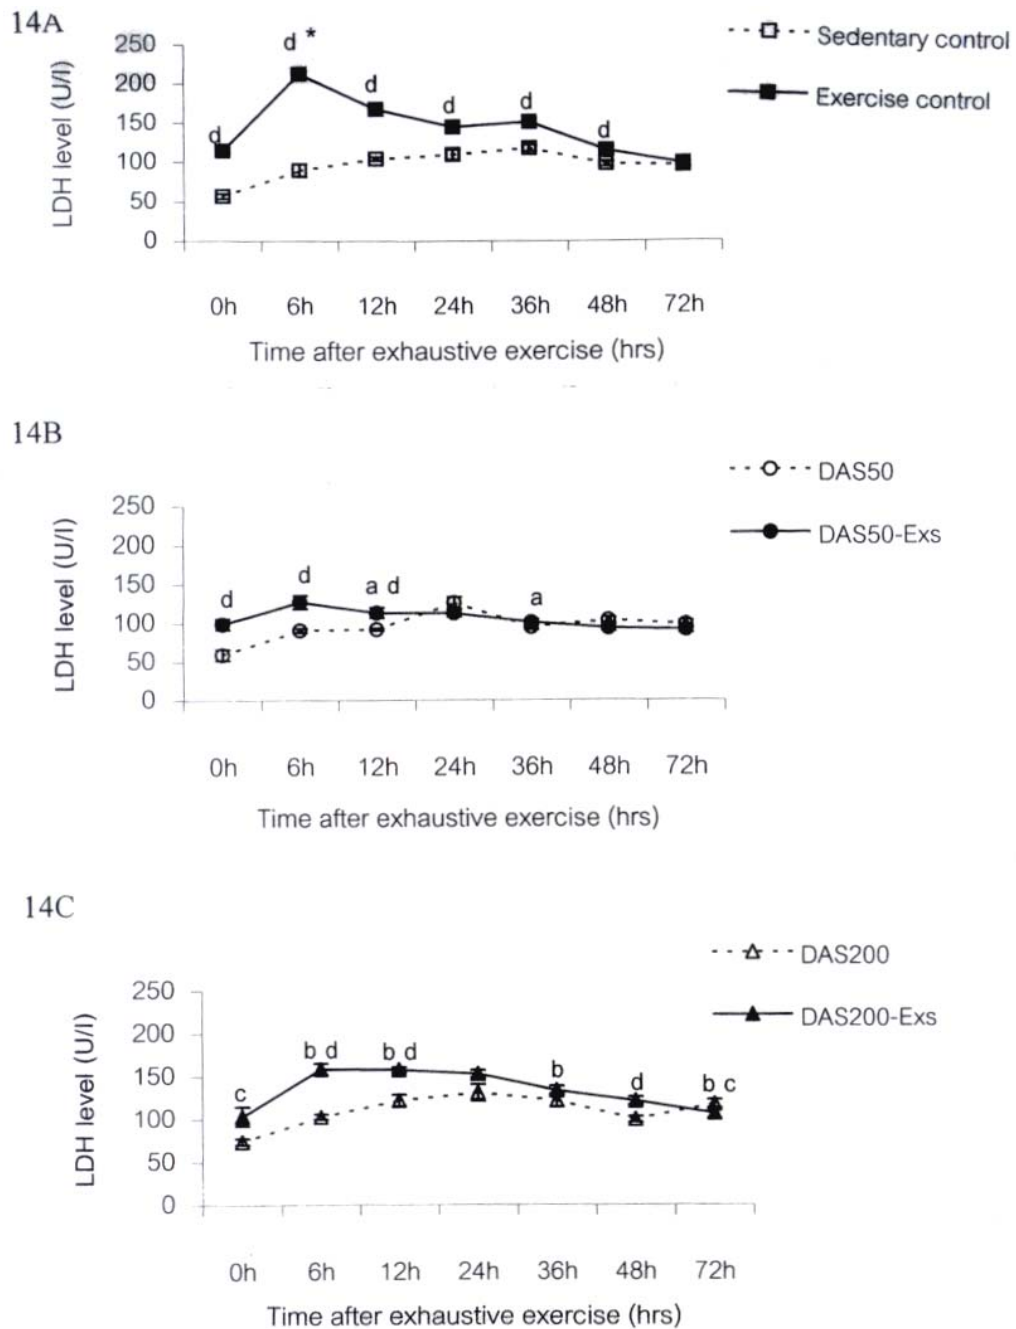 14A
Sedentary control
Exercise control
LDH level (U/l)
250
200
150
100
50
0
d
d *
d
d
d
d
0h 6h 12h 24h 36h 48h 72h
Time after exhaustive exercise (hrs)
14B
DAS50
DAS50-Exs
LDH level (U/l)
250
200
150
100
50
0
d
d
a d
a
0h 6h 12h 24h 36h 48h 72h
Time after exhaustive exercise (hrs)
14C
DAS200
DAS200-Exs
LDH level (U/l)
250
200
150
100
50
0
c
b d
b d
b
d
b c
0h 6h 12h 24h 36h 48h 72h
Time after exhaustive exercise (hrs)